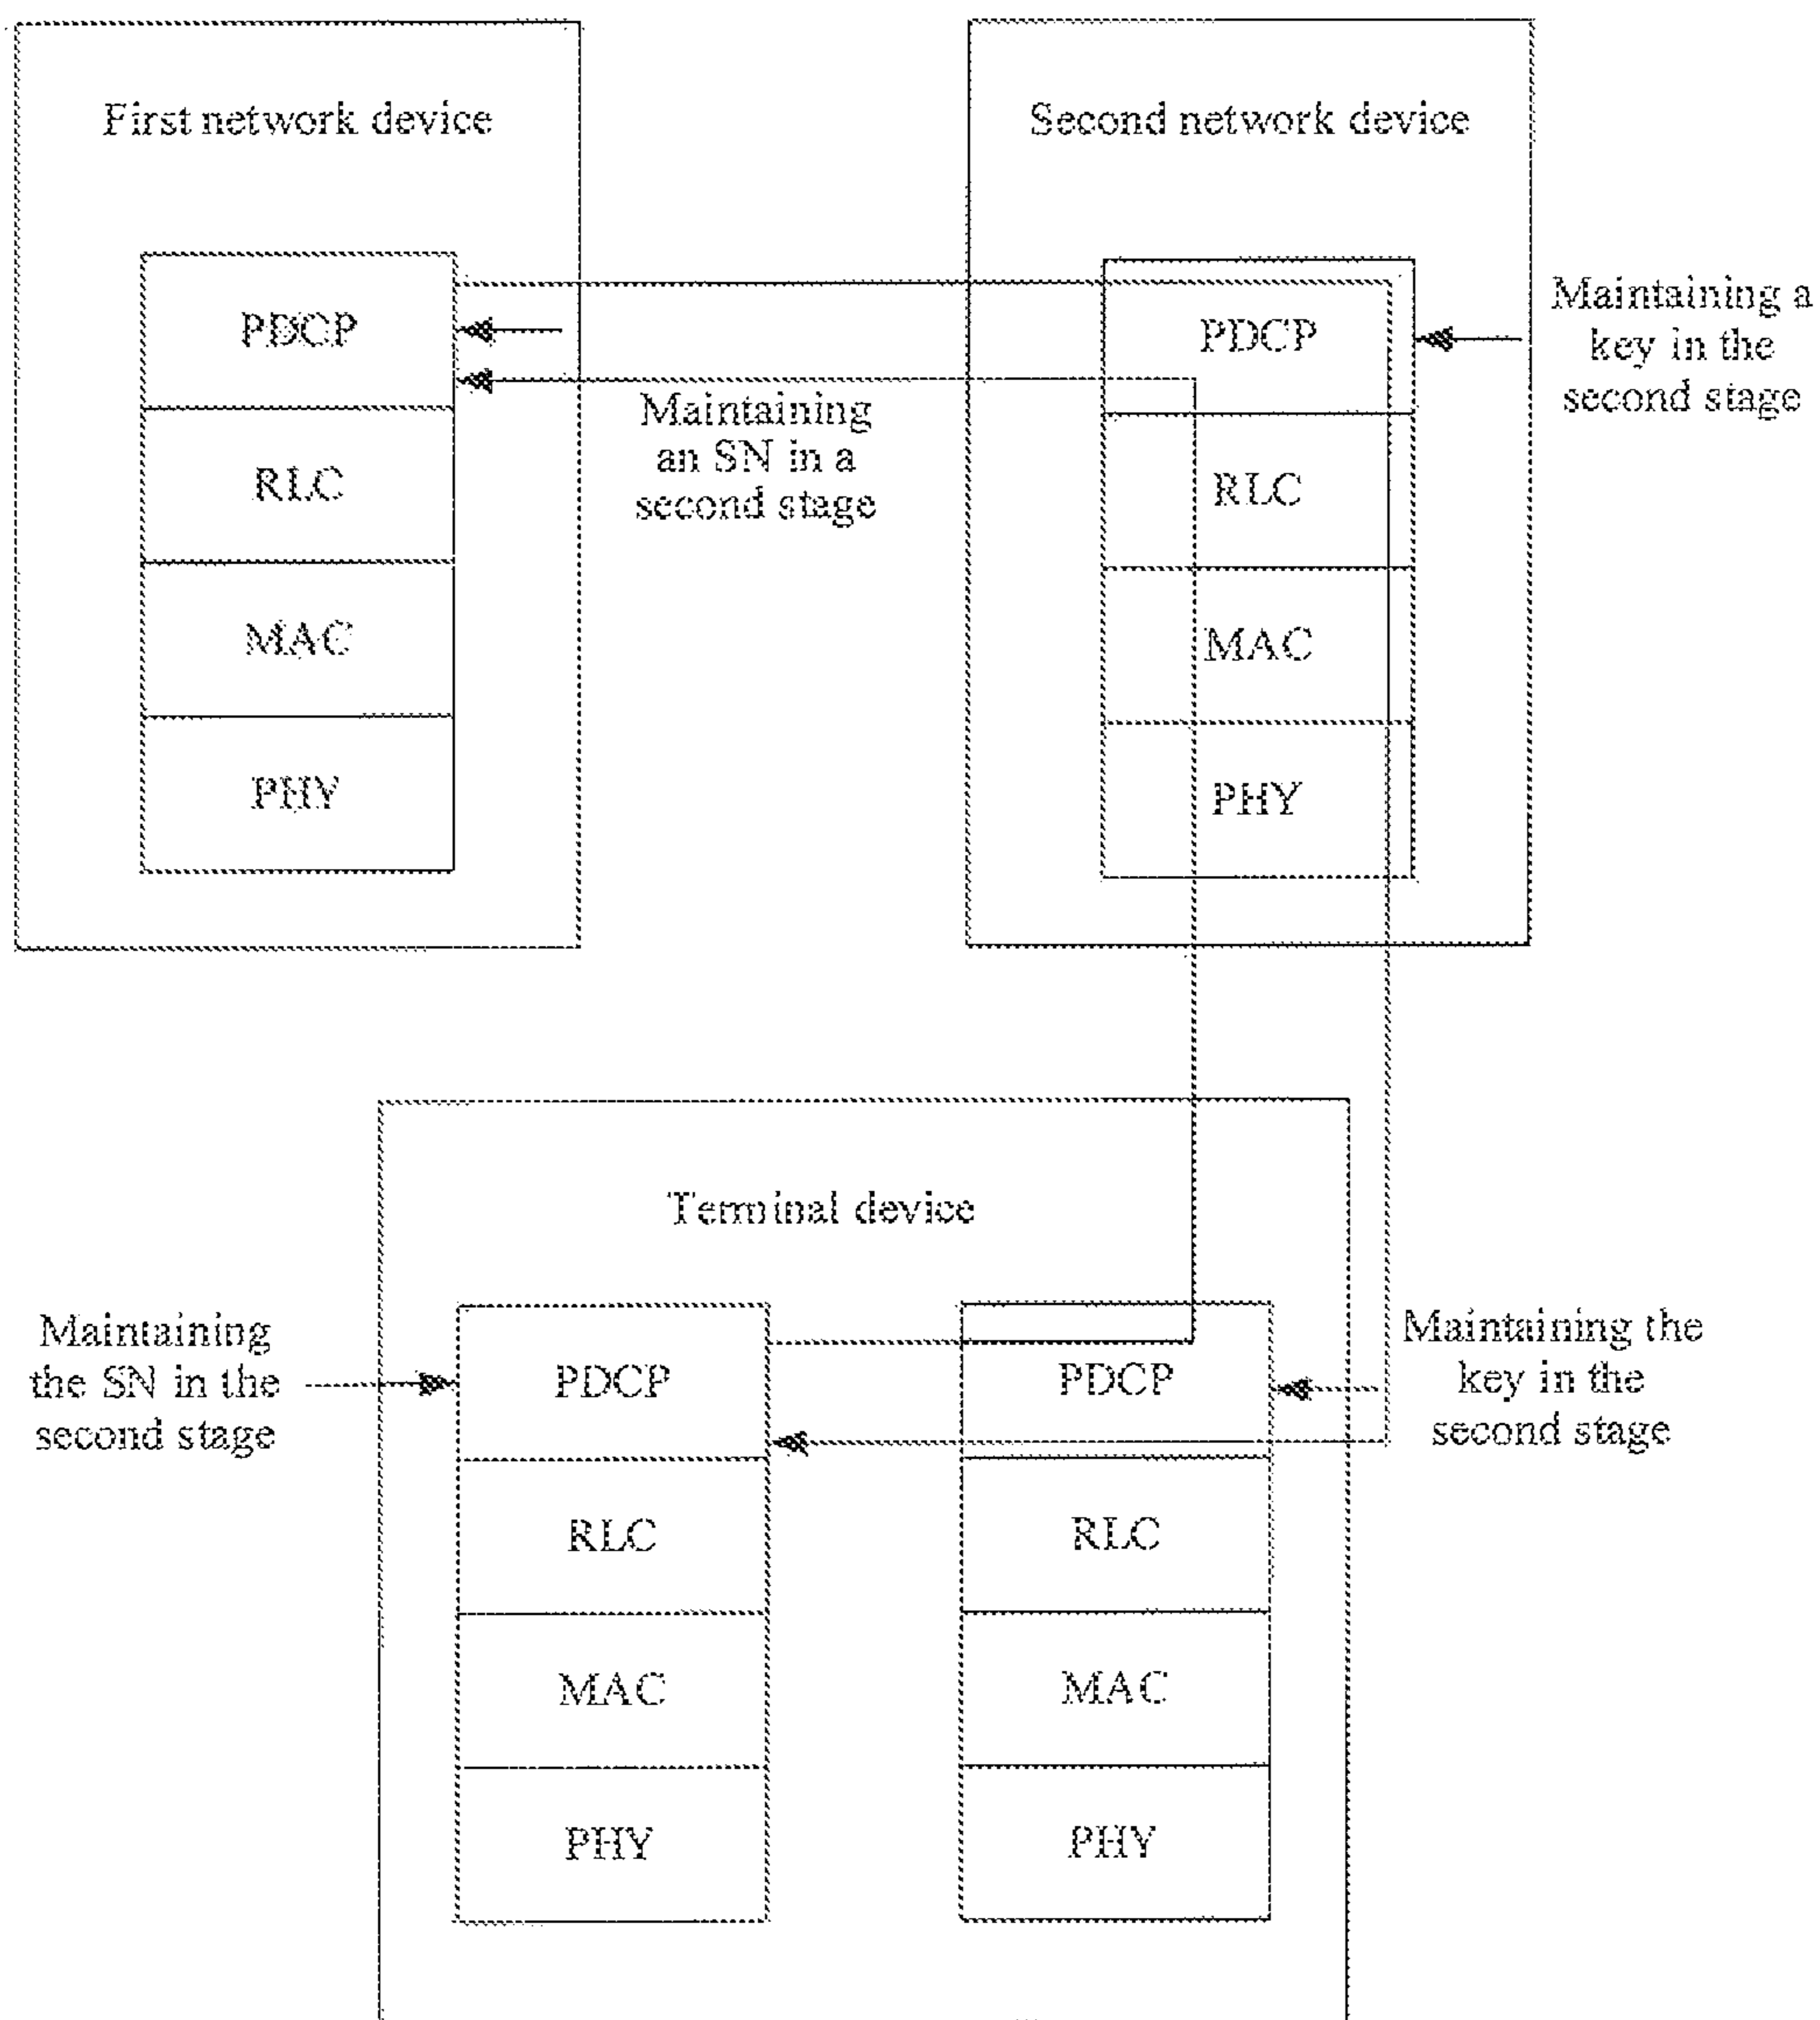 First network device
Second network device
PDCP
RLC
MAC
PHY
Maintaining
an SN in a
second stage
PDCP
RLC
MAC
PHY
Maintaining a
key in the
second stage
Terminal device
Maintaining
the SN in the
second stage
PDCP
RLC
MAC
PHY
PDCP
RLC
MAC
PHY
Maintaining the
key in the
second stage